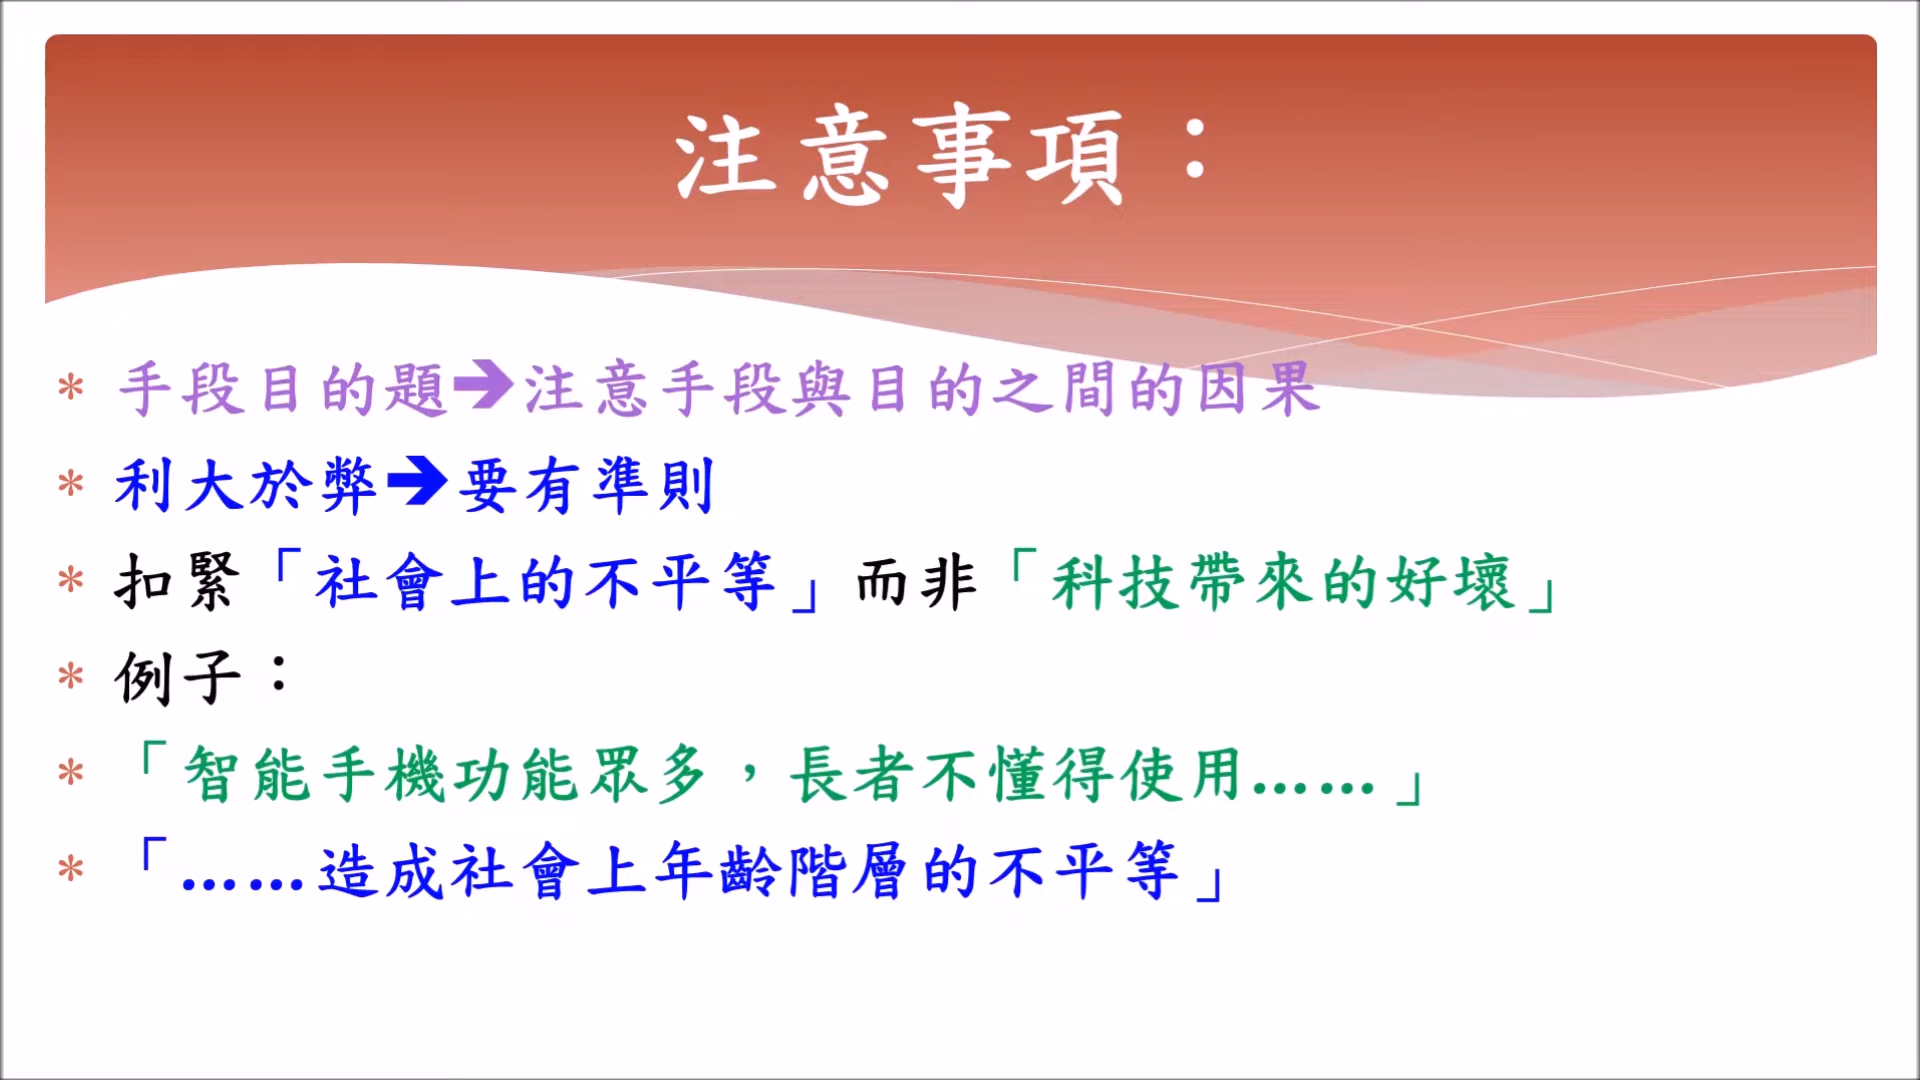 注意事項：
* 手段目的題➔注意手段與目的之間的因果
* 利大於弊➔要有準則
* 扣緊「社會上的不平等」而非「科技帶來的好壞」
* 例子：
* 「智能手機功能眾多，長者不懂得使用……」
* 「……造成社會上年齡階層的不平等」